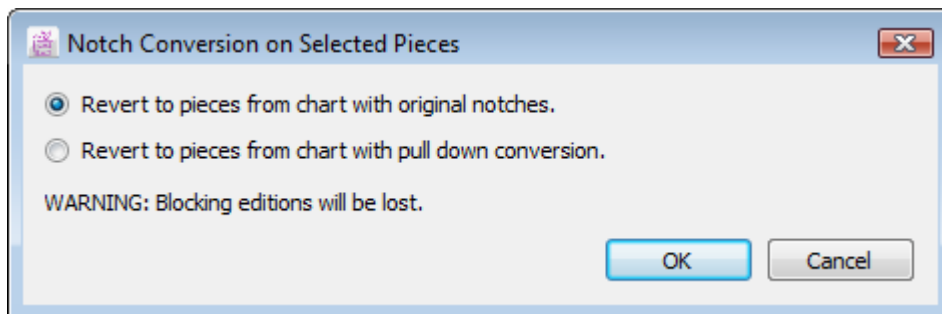 Notch Conversion on Selected Pieces
Revert to pieces from chart with original notches.
Revert to pieces from chart with pull down conversion.
WARNING: Blocking editions will be lost.
OK Cancel